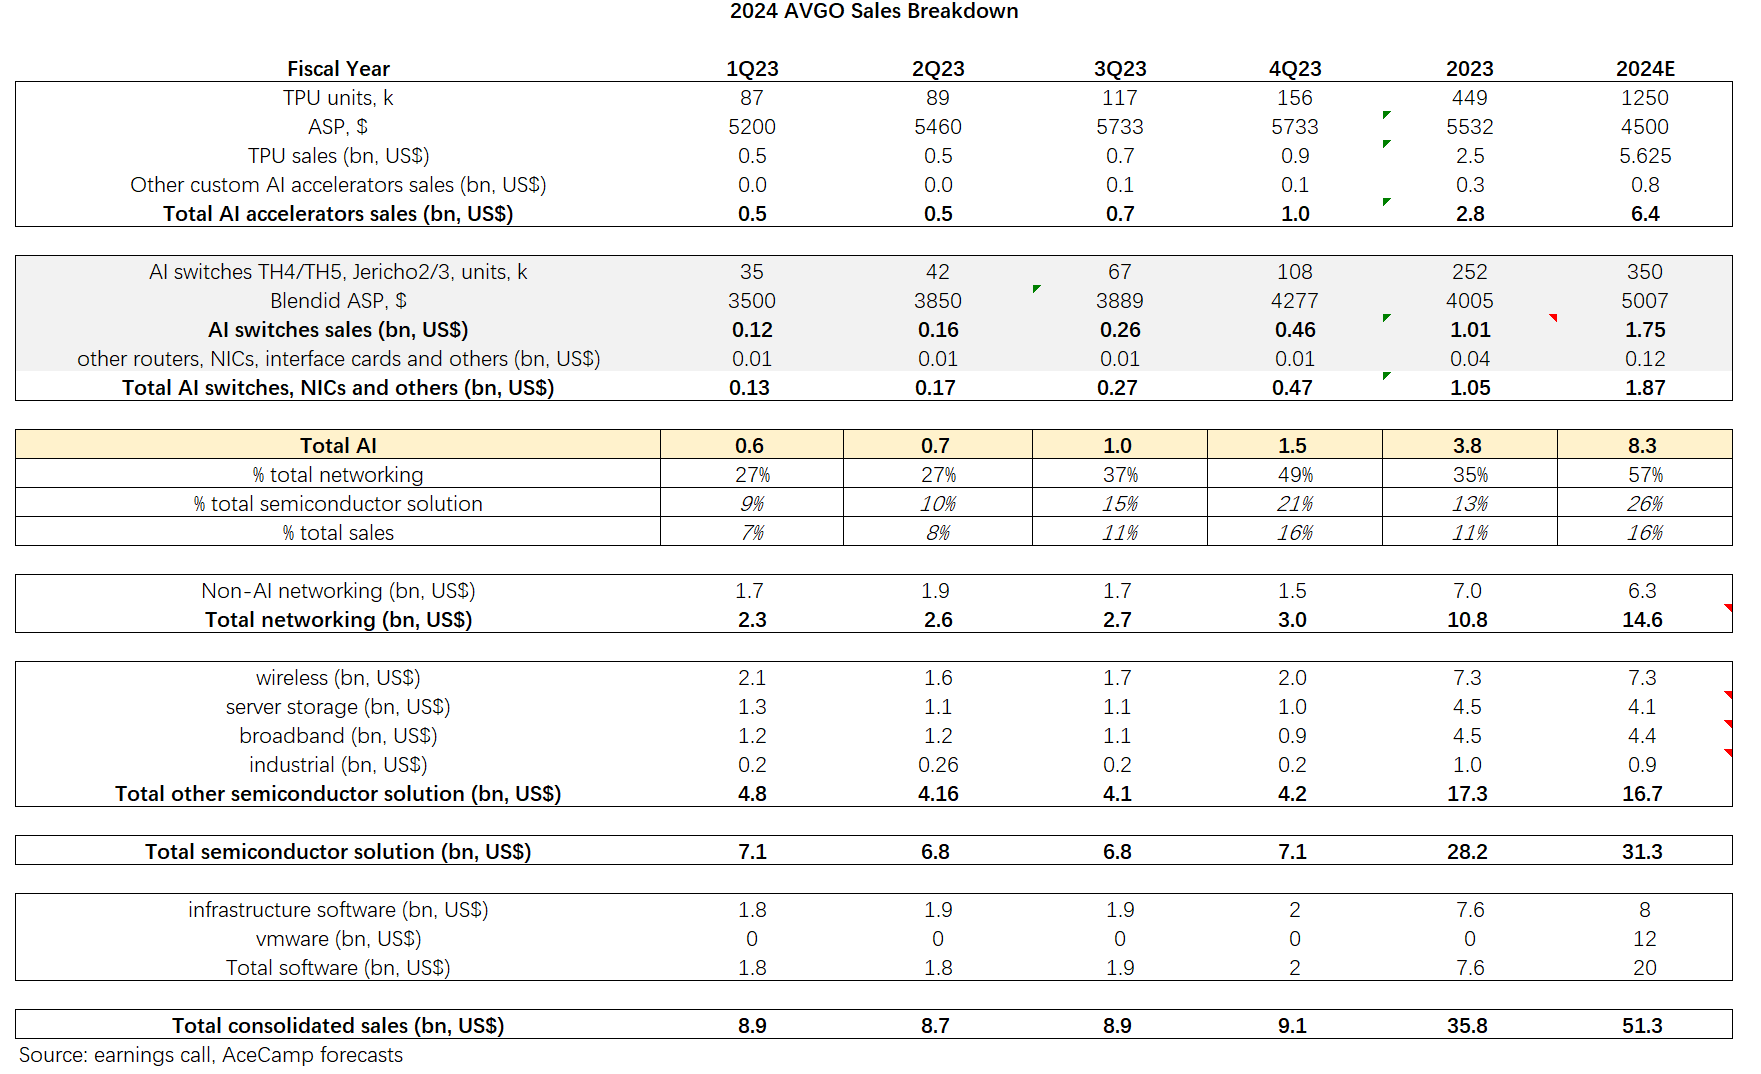 2024 AVGO Sales Breakdown
Fiscal Year 1Q23 2Q23 3Q23 4Q23 2023 2024E
TPU units, k 87 89 117 156 449 1250
ASP, $ 5200 5460 5733 5733 5532 4500
TPU sales (bn, US$) 0.5 0.5 0.7 0.9 2.5 5.625
Other custom AI accelerators sales (bn, US$) 0.0 0.0 0.1 0.1 0.3 0.8
Total AI accelerators sales (bn, US$) 0.5 0.5 0.7 1.0 2.8 6.4
AI switches TH4/TH5, Jericho2/3, units, k 35 42 67 108 252 350
Blendid ASP, $ 3500 3850 3889 4277 4005 5007
AI switches sales (bn, US$) 0.12 0.16 0.26 0.46 1.01 1.75
other routers, NICs, interface cards and others (bn, US$) 0.01 0.01 0.01 0.01 0.04 0.12
Total AI switches, NICs and others (bn, US$) 0.13 0.17 0.27 0.47 1.05 1.87
Total AI 0.6 0.7 1.0 1.5 3.8 8.3
% total networking 27% 27% 37% 49% 35% 57%
% total semiconductor solution 9% 10% 15% 21% 13% 26%
% total sales 7% 8% 11% 16% 11% 16%
Non-AI networking (bn, US$) 1.7 1.9 1.7 1.5 7.0 6.3
Total networking (bn, US$) 2.3 2.6 2.7 3.0 10.8 14.6
wireless (bn, US$) 2.1 1.6 1.7 2.0 7.3 7.3
server storage (bn, US$) 1.3 1.1 1.1 1.0 4.5 4.1
broadband (bn, US$) 1.2 1.2 1.1 0.9 4.5 4.4
industrial (bn, US$) 0.2 0.26 0.2 0.2 1.0 0.9
Total other semiconductor solution (bn, US$) 4.8 4.16 4.1 4.2 17.3 16.7
Total semiconductor solution (bn, US$) 7.1 6.8 6.8 7.1 28.2 31.3
infrastructure software (bn, US$) 1.8 1.9 1.9 2 7.6 8
vmware (bn, US$) 0 0 0 0 0 12
Total software (bn, US$) 1.8 1.8 1.9 2 7.6 20
Total consolidated sales (bn, US$) 8.9 8.7 8.9 9.1 35.8 51.3
Source: earnings call, AceCamp forecasts